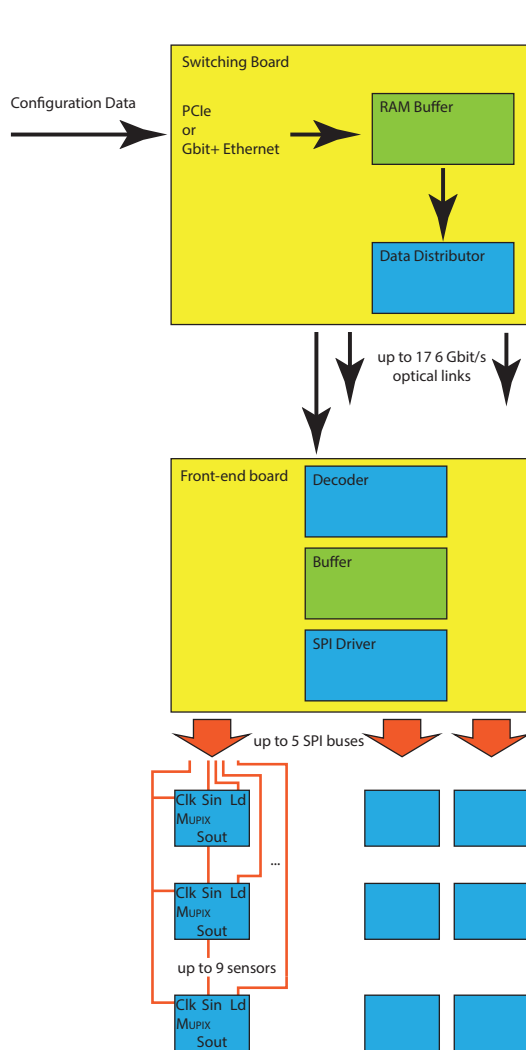 Switching Board
Configuration Data
PCIe
or
Gbit+ Ethernet
RAM Buffer
Data Distributor
up to 17 6 Gbit/s
optical links
Front-end board
Decoder
Buffer
SPI Driver
up to 5 SPI buses
Clk Sin Ld
MUPIX
Sout
...
Clk Sin Ld
MUPIX
Sout
up to 9 sensors
Clk Sin Ld
MUPIX
Sout